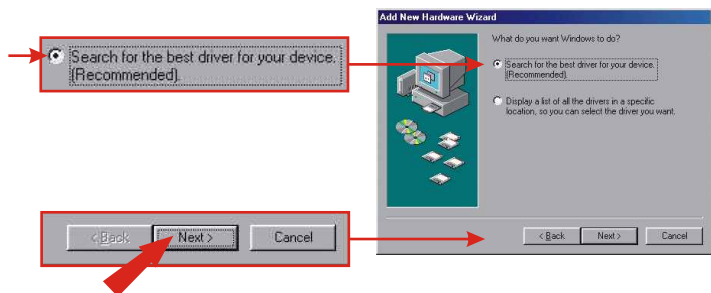 Search for the best driver for your device.
(Recommended).
< Back
Next >
Cancel
Add New Hardware Wizard
What do you want Windows to do?
Search for the best driver for your device.
(Recommended).
Display a list of all the drivers in a specific
location, so you can select the driver you want.
< Back
Next >
Cancel